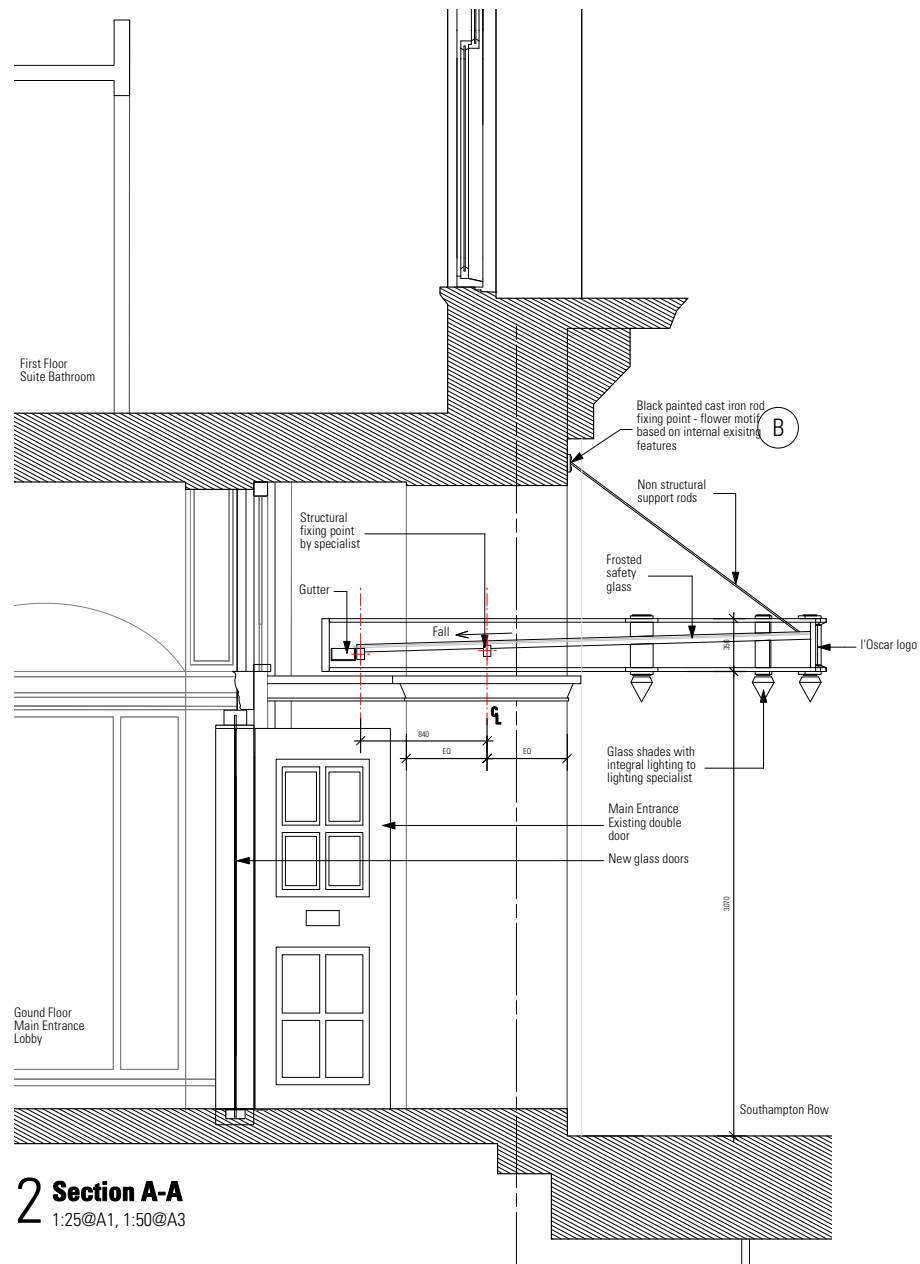 First Floor
Suite Bathroom
Black painted cast iron rod
fixing point - flower motif
based on internal exisitng
features
B
Non structural
support rods
Structural
fixing point
by specialist
Frosted
safety
glass
Gutter
Fall
350
l'Oscar logo
CL
840
EQ
EQ
Glass shades with
integral lighting to
lighting specialist
Main Entrance
Existing double
door
New glass doors
3070
Gound Floor
Main Entrance
Lobby
Southampton Row
2 Section A-A
1:25@A1, 1:50@A3